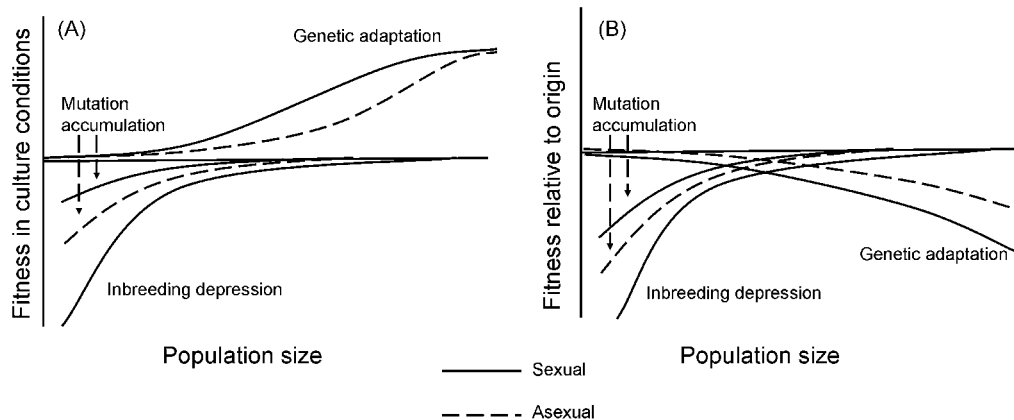 (A)
Genetic adaptation
Mutation
accumulation
Inbreeding depression
Fitness in culture conditions
Population size
(B)
Mutation
accumulation
Genetic adaptation
Inbreeding depression
Fitness relative to origin
Population size
Sexual
Asexual